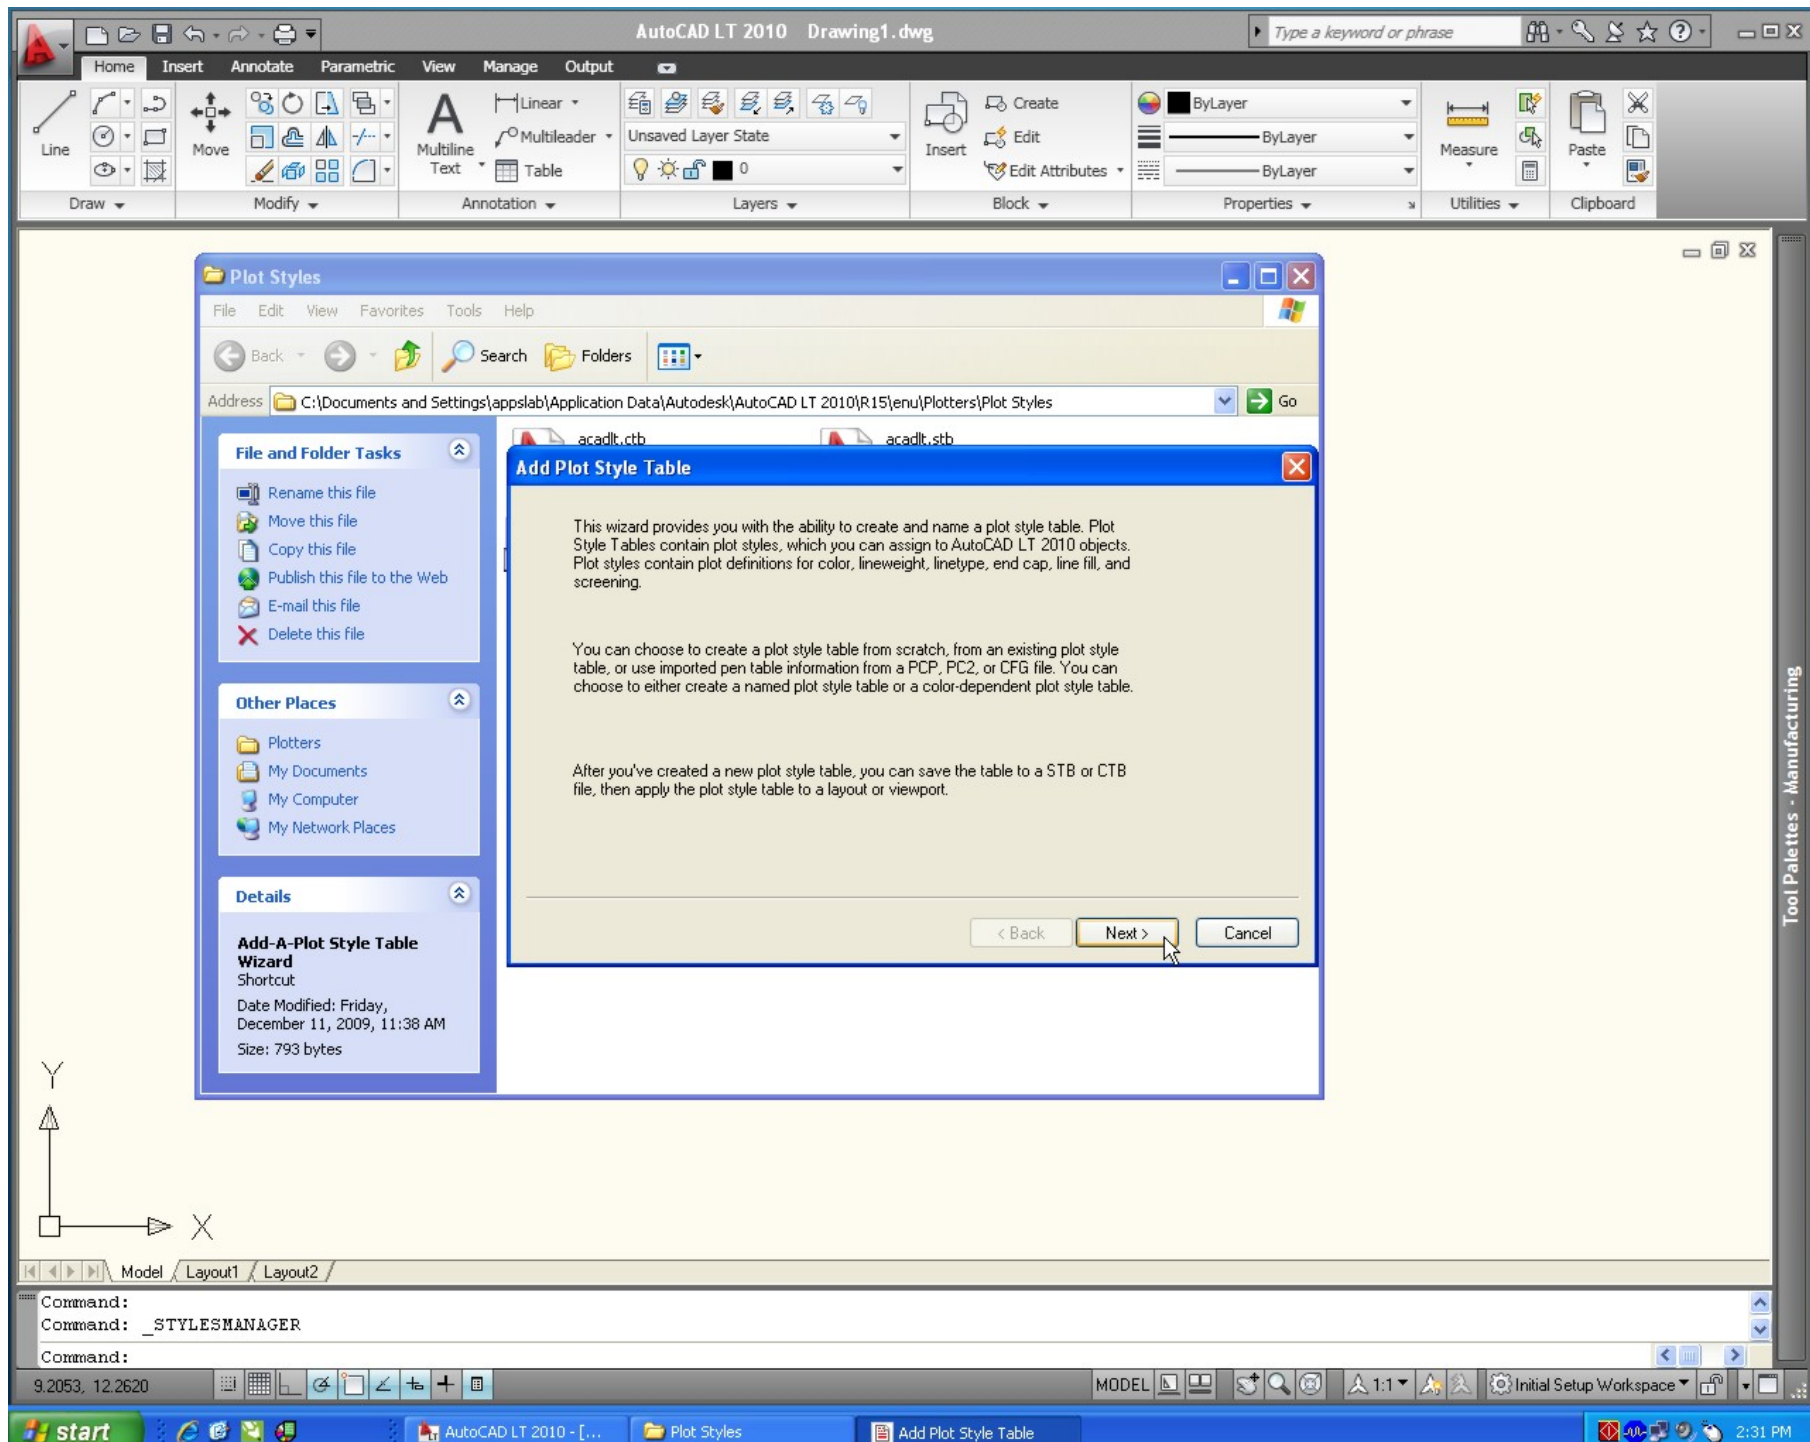 AutoCAD LT 2010 Drawing1.dwg
Type a keyword or phrase
Home Insert Annotate Parametric View Manage Output
Line
Move
A
Multiline
Text
Linear
Multileader
Table
Unsaved Layer State
0
Insert
Create
Edit
Edit Attributes
ByLayer
ByLayer
ByLayer
Measure
Paste
Draw
Modify
Annotation
Layers
Block
Properties
Utilities
Clipboard
Plot Styles
File Edit View Favorites Tools Help
Back Search Folders
Address C:\Documents and Settings\appslab\Application Data\Autodesk\AutoCAD LT 2010\R15\enu\Plotters\Plot Styles Go
File and Folder Tasks
Rename this file
Move this file
Copy this file
Publish this file to the Web
E-mail this file
Delete this file
Other Places
Plotters
My Documents
My Computer
My Network Places
Details
Add-A-Plot Style Table
Wizard
Shortcut
Date Modified: Friday,
December 11, 2009, 11:38 AM
Size: 793 bytes
acadlt.ctb acadlt.stb
Add Plot Style Table
This wizard provides you with the ability to create and name a plot style table. Plot
Style Tables contain plot styles, which you can assign to AutoCAD LT 2010 objects.
Plot styles contain plot definitions for color, lineweight, linetype, end cap, line fill, and
screening.
You can choose to create a plot style table from scratch, from an existing plot style
table, or use imported pen table information from a PCP, PC2, or CFG file. You can
choose to either create a named plot style table or a color-dependent plot style table.
After you've created a new plot style table, you can save the table to a STB or CTB
file, then apply the plot style table to a layout or viewport.
< Back Next > Cancel
Tool Palettes - Manufacturing
Y
X
Model Layout1 Layout2
Command:
Command: _STYLESMANAGER
Command:
9.2053, 12.2620
MODEL
1:1
Initial Setup Workspace
start
AutoCAD LT 2010 - [...
Plot Styles
Add Plot Style Table
2:31 PM